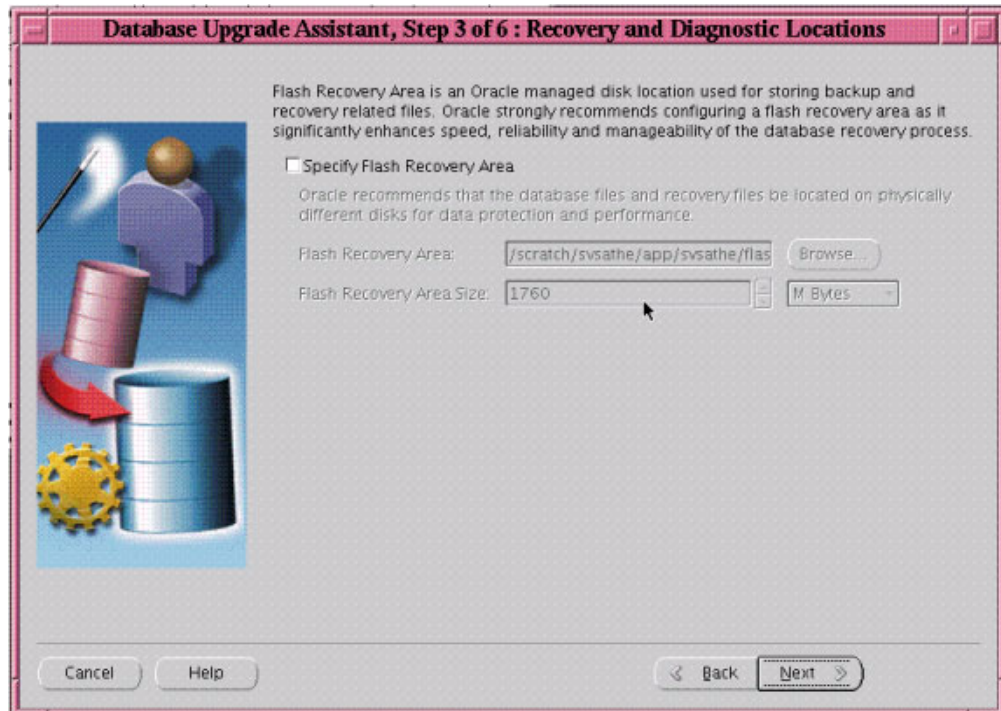 Database Upgrade Assistant, Step 3 of 6 : Recovery and Diagnostic Locations
Flash Recovery Area is an Oracle managed disk location used for storing backup and
recovery related files. Oracle strongly recommends configuring a flash recovery area as it
significantly enhances speed, reliability and manageability of the database recovery process.
Specify Flash Recovery Area
Oracle recommends that the database files and recovery files be located on physically
different disks for data protection and performance.
Flash Recovery Area: /scratch/svsathe/app/svsathe/flas Browse...
Flash Recovery Area Size: 1760 M Bytes
Cancel Help Back Next